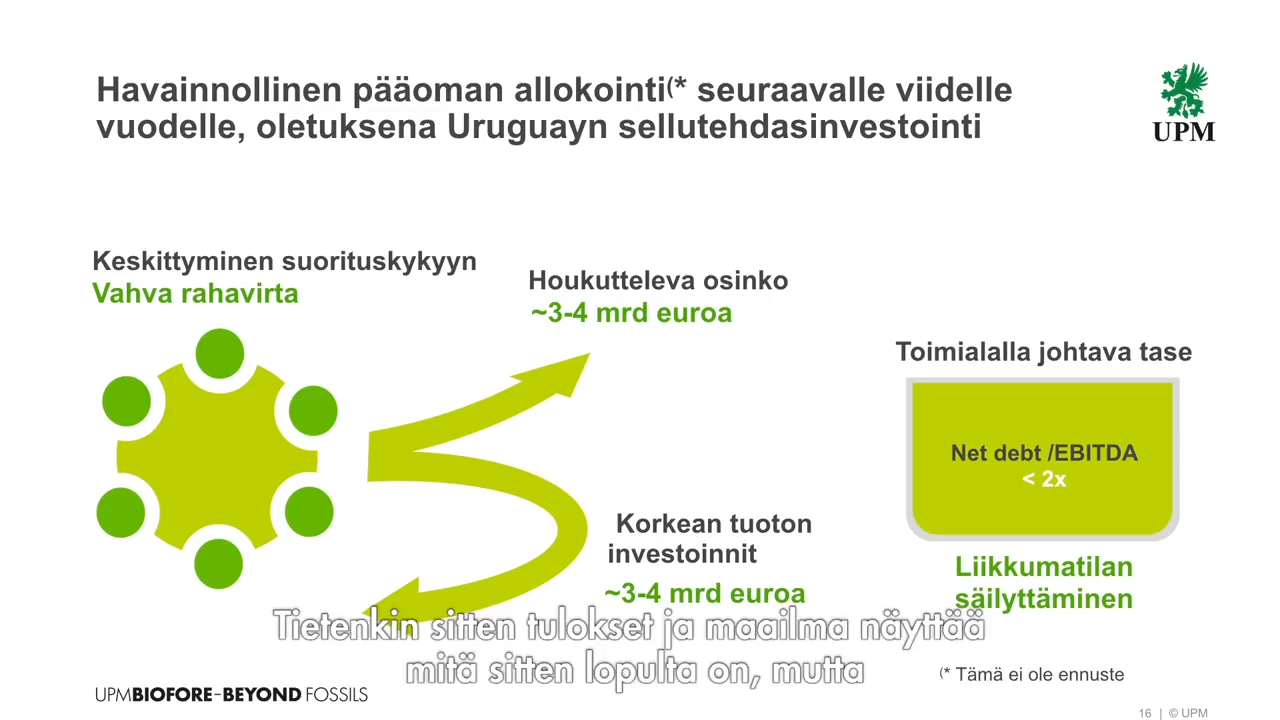 Havainnollinen pääoman allokointi(* seuraavalle viidelle
vuodelle, oletuksena Uruguayn sellutehdasinvestointi
UPM
Keskittyminen suorituskykyyn
Vahva rahavirta
Houkutteleva osinko
~3-4 mrd euroa
Toimialalla johtava tase
Net debt /EBITDA
< 2x
Korkean tuoton
investoinnit
~3-4 mrd euroa
Liikkumatilan
säilyttäminen
Tietenkin sitten tulokset ja maailma näyttää
mitä sitten lopulta on, mutta
(* Tämä ei ole ennuste
UPM BIOFORE–BEYOND FOSSILS
16 | © UPM